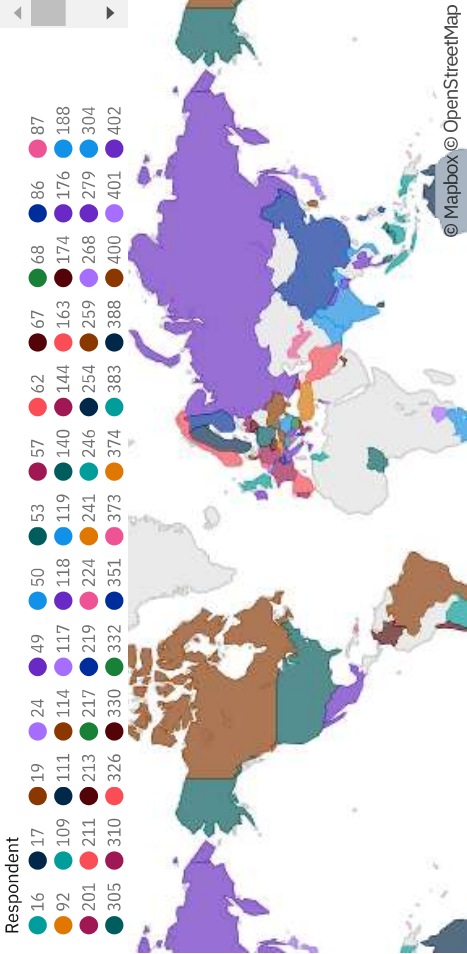 Respondent
16 17 19 24 49 50 53 57 62 67 68 86 87
92 109 111 114 117 118 119 140 144 163 174 176 188
201 211 213 217 219 224 241 246 254 259 268 279 304
305 310 326 330 332 351 373 374 383 388 400 401 402
© Mapbox © OpenStreetMap